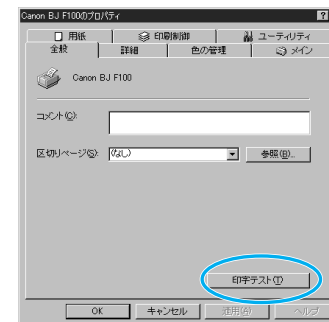 Canon BJ F100のプロパティ
用紙 印刷制御 ユーティリティ
全般 詳細 色の管理 メイン
Canon BJ F100
コメント(C):
区切りページ(S): (なし) 参照(B)...
印字テスト(T)
OK キャンセル 適用(A) ヘルプ